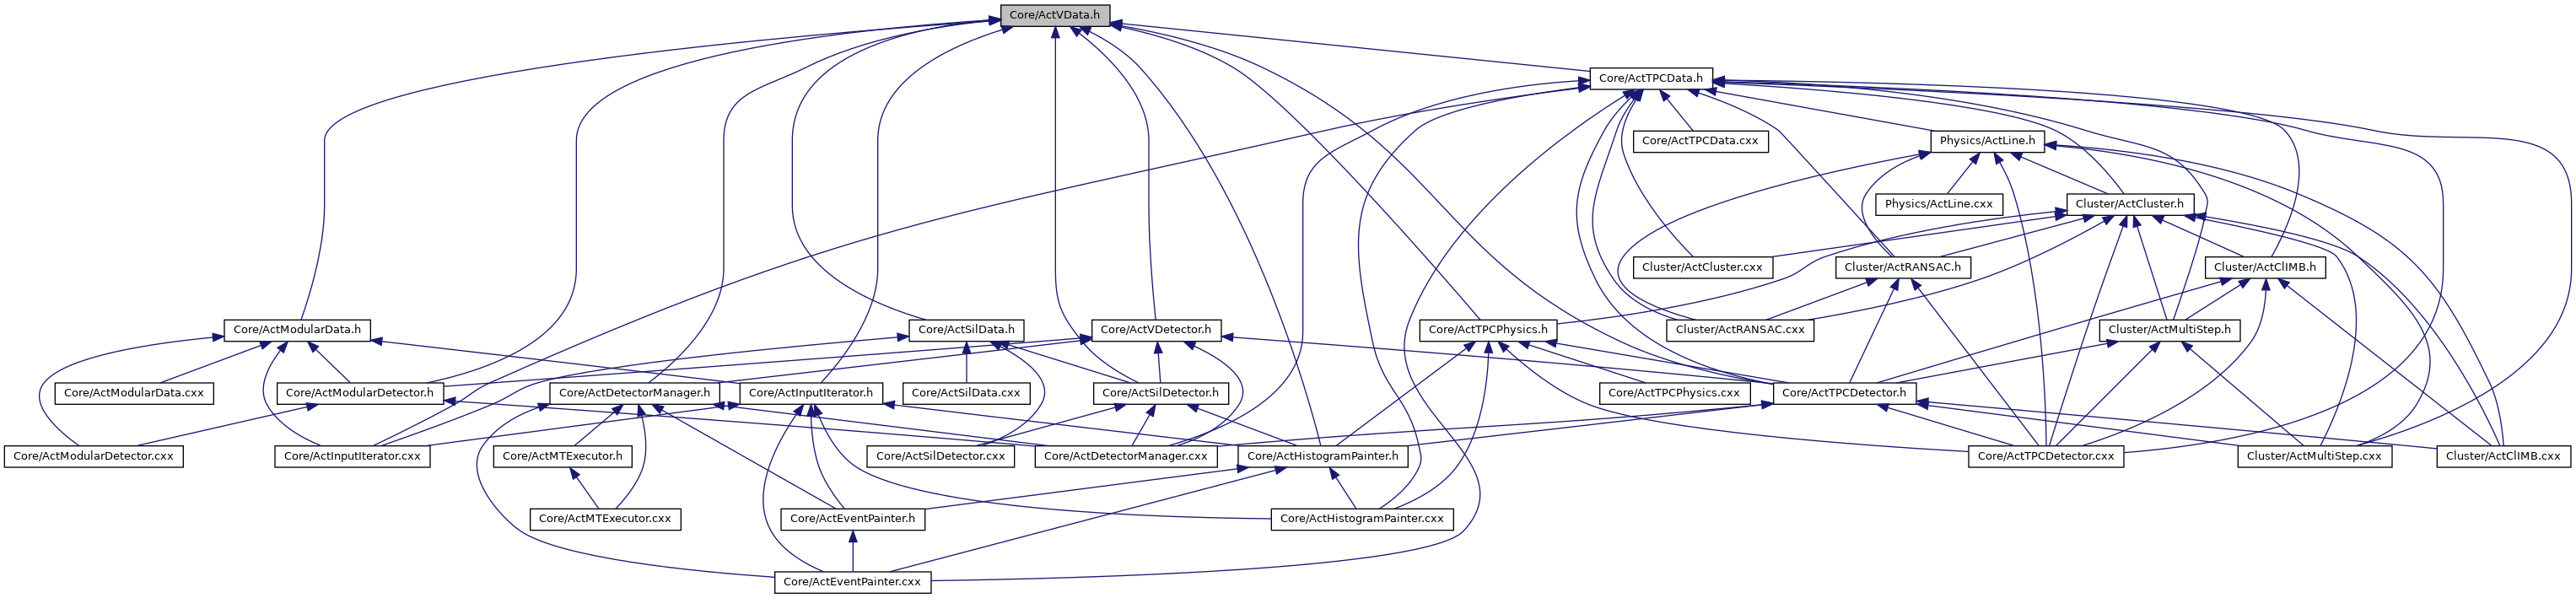 Core/ActVData.h
Core/ActTPCData.h
Core/ActTPCData.cxx
Physics/ActLine.h
Physics/ActLine.cxx
Cluster/ActCluster.h
Cluster/ActCluster.cxx
Cluster/ActRANSAC.h
Cluster/ActClIMB.h
Core/ActModularData.h
Core/ActSilData.h
Core/ActVDetector.h
Core/ActTPCPhysics.h
Cluster/ActRANSAC.cxx
Cluster/ActMultiStep.h
Core/ActModularData.cxx
Core/ActModularDetector.h
Core/ActDetectorManager.h
Core/ActInputIterator.h
Core/ActSilData.cxx
Core/ActSilDetector.h
Core/ActTPCPhysics.cxx
Core/ActTPCDetector.h
Core/ActModularDetector.cxx
Core/ActInputIterator.cxx
Core/ActMTExecutor.h
Core/ActSilDetector.cxx
Core/ActDetectorManager.cxx
Core/ActHistogramPainter.h
Core/ActTPCDetector.cxx
Cluster/ActMultiStep.cxx
Cluster/ActClIMB.cxx
Core/ActMTExecutor.cxx
Core/ActEventPainter.h
Core/ActHistogramPainter.cxx
Core/ActEventPainter.cxx